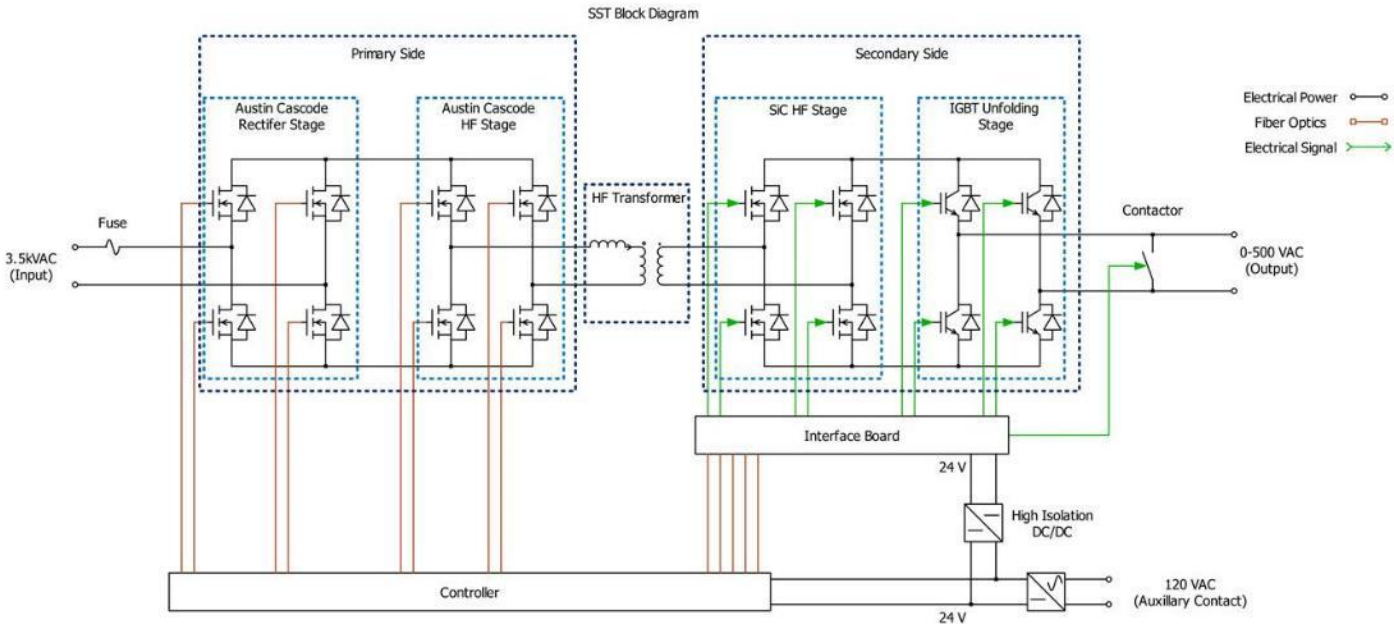 SST Block Diagram
Primary Side
Secondary Side
Austin Cascode
Rectifer Stage
Austin Cascode
HF Stage
SiC HF Stage
IGBT Unfolding
Stage
Electrical Power
Fiber Optics
Electrical Signal
HF Transformer
Fuse
Contactor
3.5kVAC
(Input)
0-500 VAC
(Output)
Interface Board
24 V
High Isolation
DC/DC
Controller
120 VAC
(Auxillary Contact)
24 V